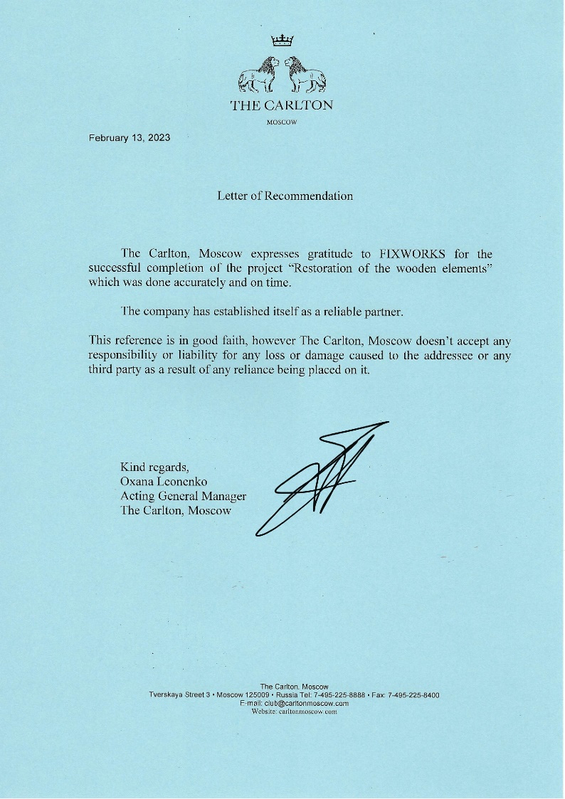 THE CARLTON
MOSCOW
February 13, 2023
Letter of Recommendation
The Carlton, Moscow expresses gratitude to FIXWORKS for the
successful completion of the project “Restoration of the wooden elements”
which was done accurately and on time.
The company has established itself as a reliable partner.
This reference is in good faith, however The Carlton, Moscow doesn’t accept any
responsibility or liability for any loss or damage caused to the addressee or any
third party as a result of any reliance being placed on it.
Kind regards,
Oxana Leonenko
Acting General Manager
The Carlton, Moscow
The Carlton, Moscow
Tverskaya Street 3 • Moscow 125009 • Russia Tel: 7-495-225-8888 • Fax: 7-495-225-8400
E-mail: club@carltonmoscow.com
Website: carltonmoscow.com